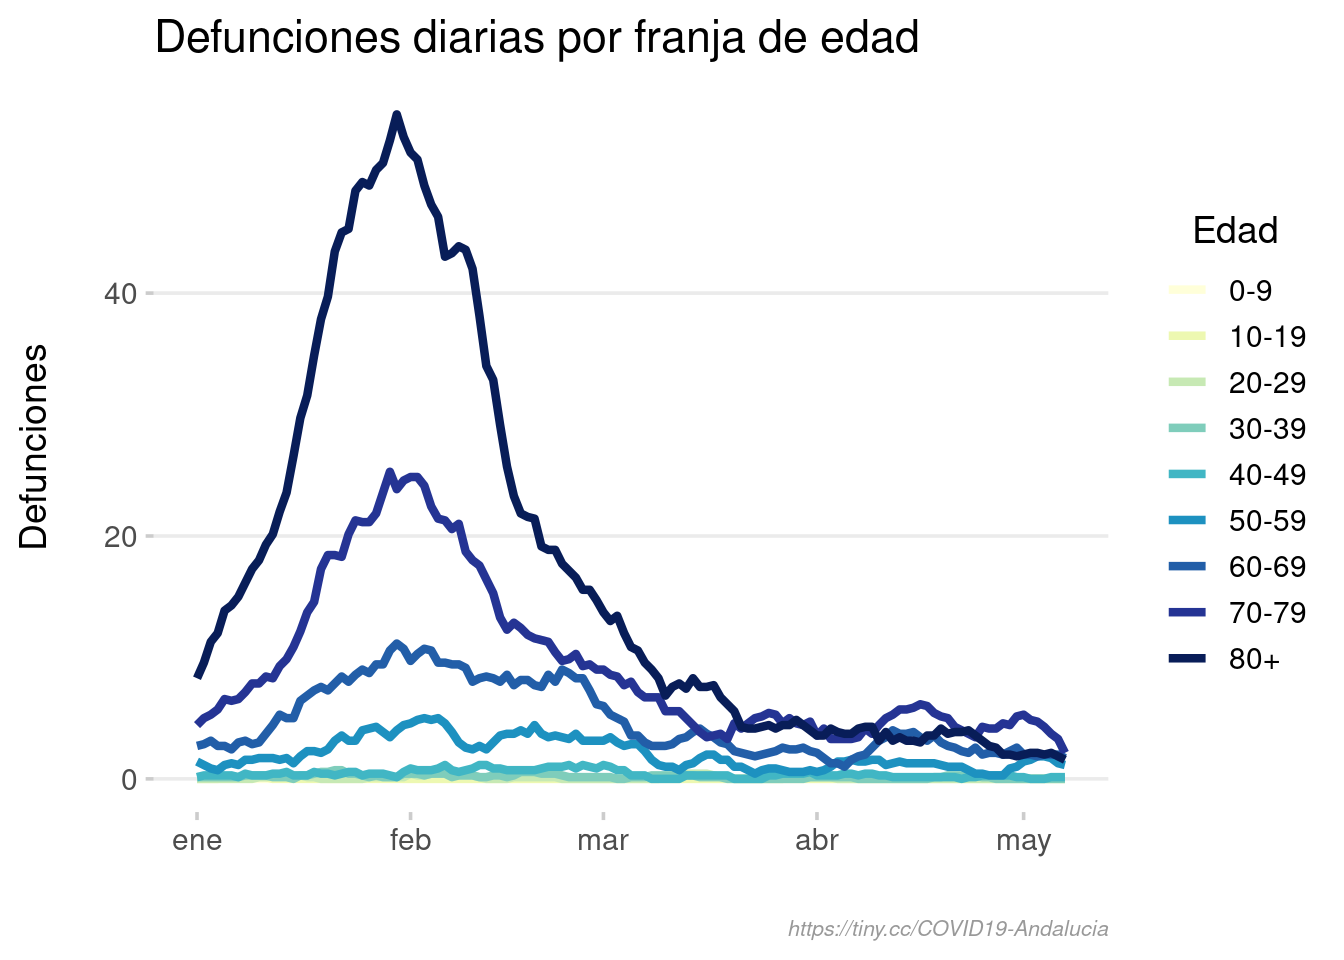 Defunciones diarias por franja de edad
Defunciones
40
20
0
ene feb mar abr may
Edad
0-9
10-19
20-29
30-39
40-49
50-59
60-69
70-79
80+
https://tiny.cc/COVID19-Andalucia